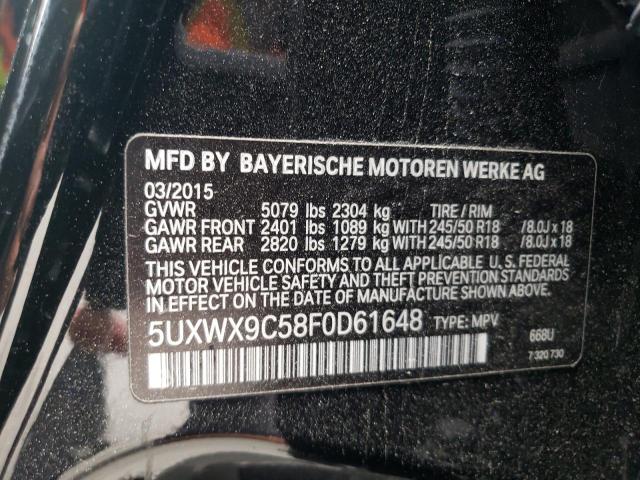 MFD BY BAYERISCHE MOTOREN WERKE AG
03/2015
GVWR 5079 lbs 2304 kg TIRE / RIM
GAWR FRONT 2401 lbs 1089 kg WITH 245/50 R18 /8.0J x 18
GAWR REAR 2820 lbs 1279 kg WITH 245/50 R18 /8.0J x 18
THIS VEHICLE CONFORMS TO ALL APPLICABLE U. S. FEDERAL
MOTOR VEHICLE SAFETY AND THEFT PREVENTION STANDARDS
IN EFFECT ON THE DATE OF MANUFACTURE SHOWN ABOVE.
5UXWX9C58F0D61648 TYPE: MPV 668U
7 320 730